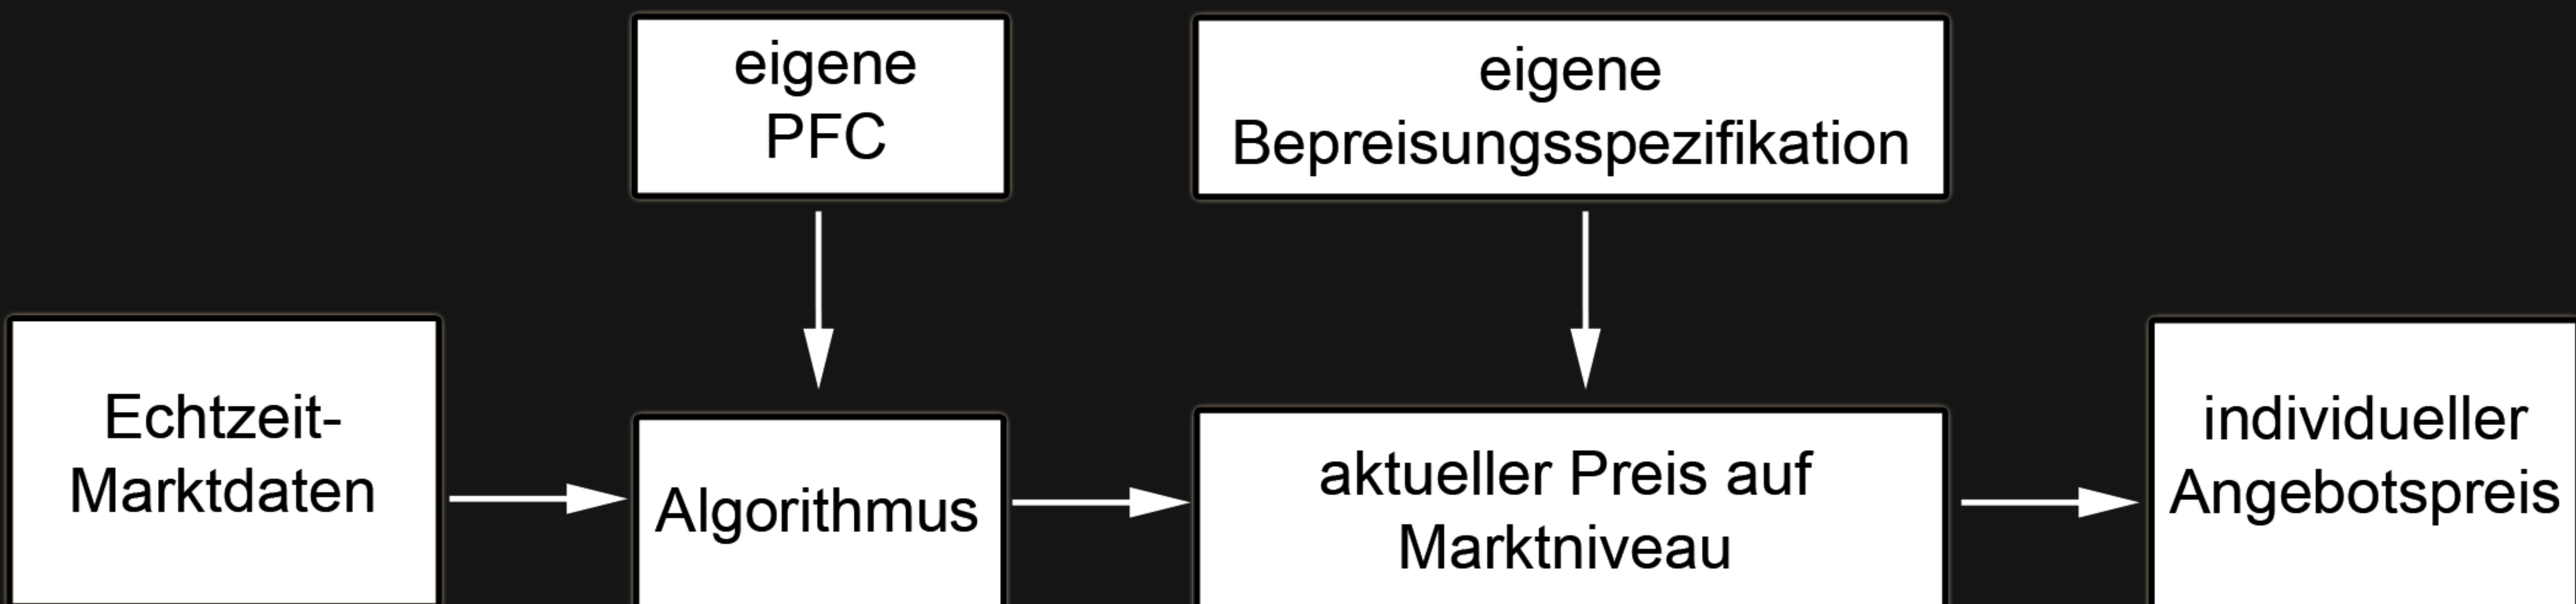 eigene
PFC
eigene
Bepreisungsspezifikation
Echtzeit-
Marktdaten
Algorithmus
aktueller Preis auf
Marktniveau
individueller
Angebotspreis